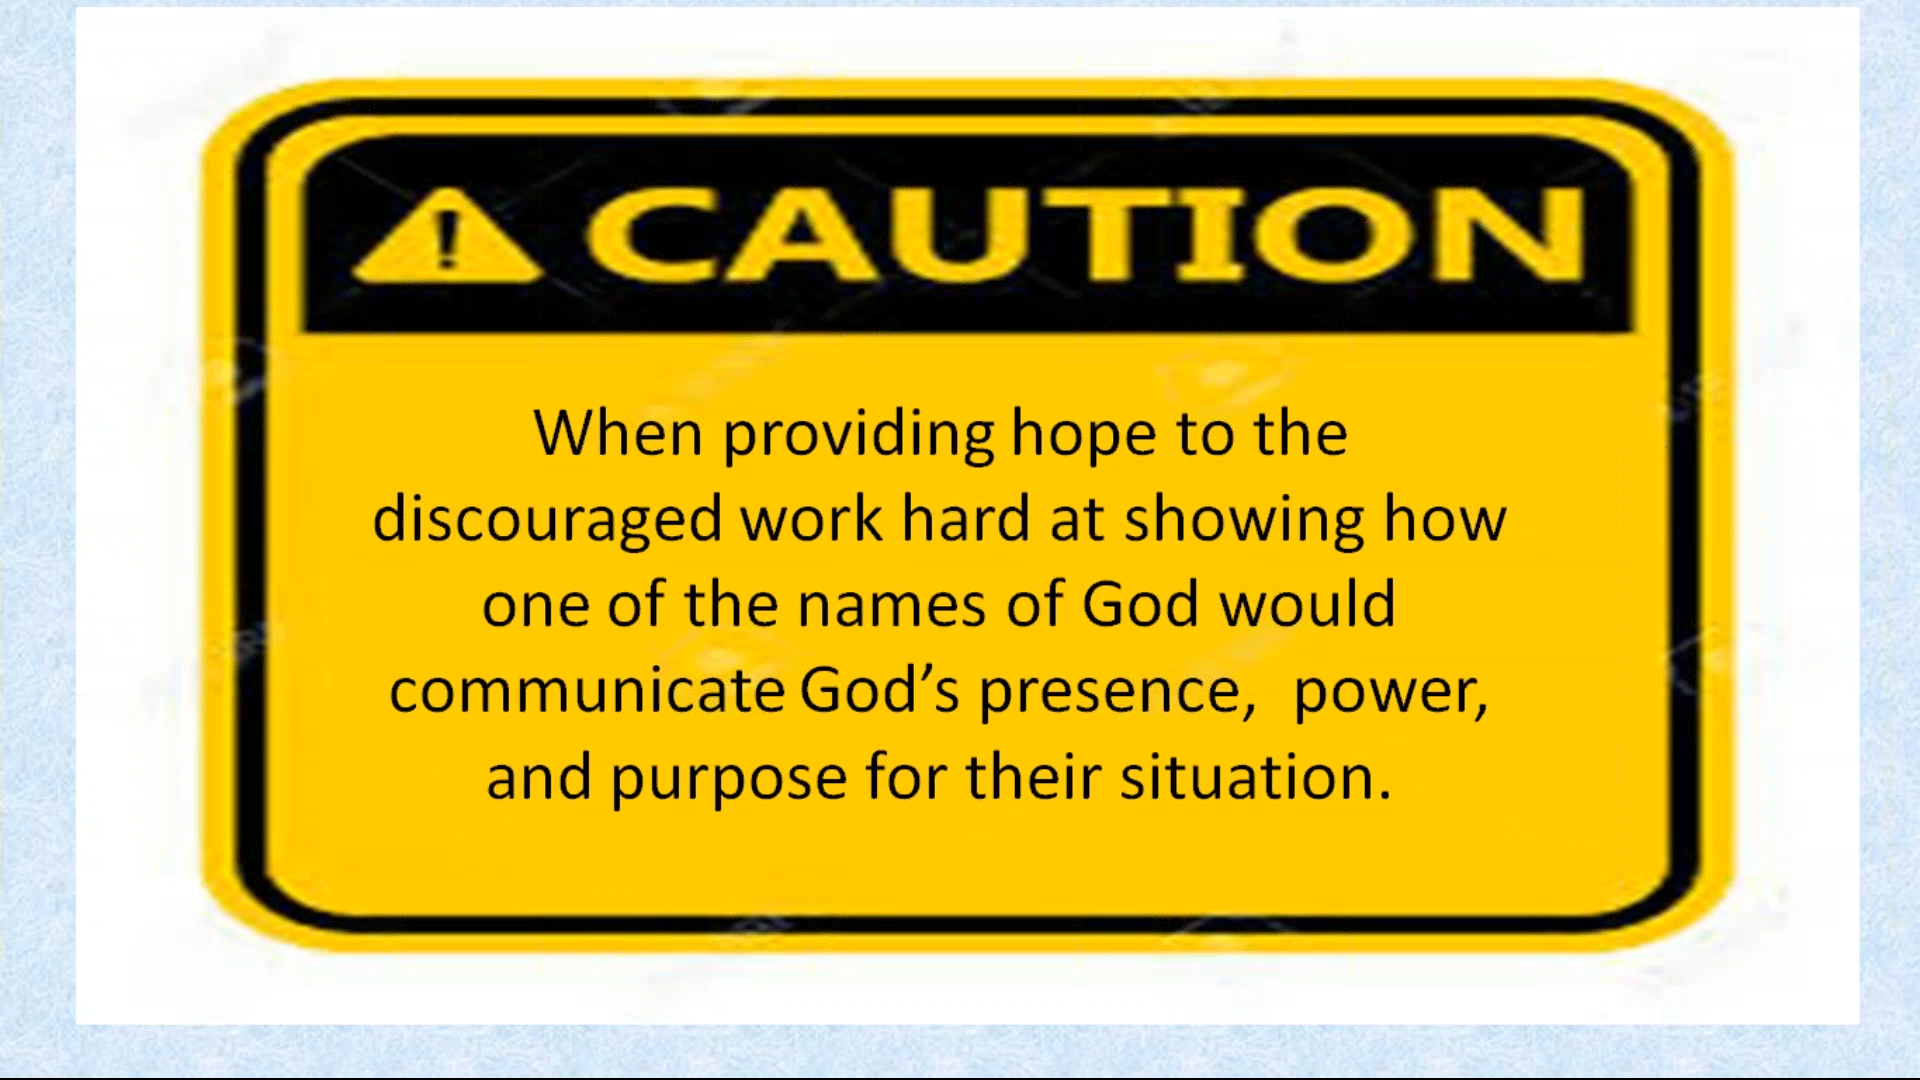 ! CAUTION
When providing hope to the
discouraged work hard at showing how
one of the names of God would
communicate God’s presence,  power,
and purpose for their situation.